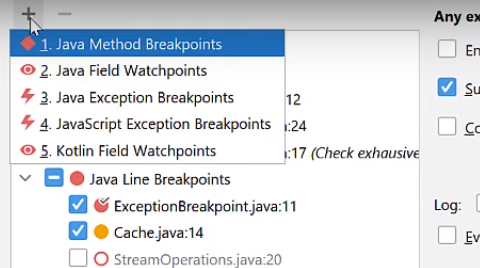 Any ex
1. Java Method Breakpoints
2. Java Field Watchpoints
3. Java Exception Breakpoints
4. JavaScript Exception Breakpoints
5. Kotlin Field Watchpoints
12
:24
:17 (Check exhaustive
Java Line Breakpoints
ExceptionBreakpoint.java:11
Cache.java:14
StreamOperations.java:20
En
Su
Log:
Ev